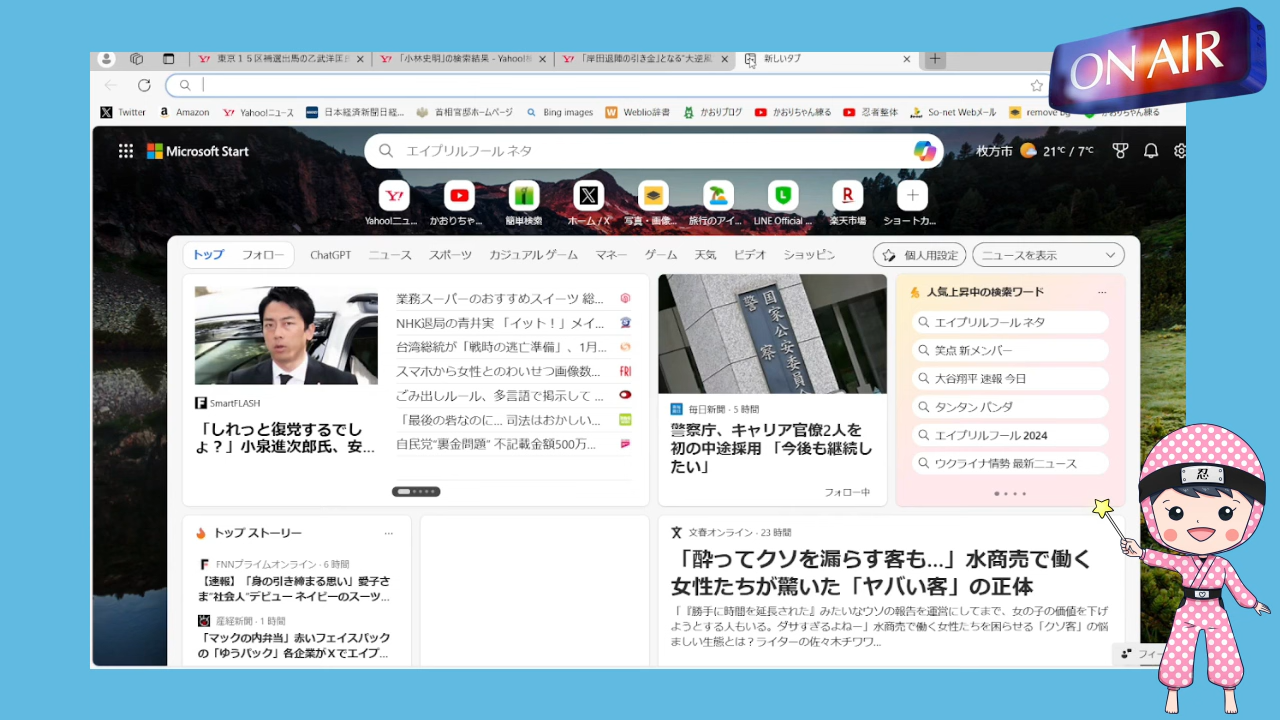 ON AIR
東京15区補選出馬の乙武洋匡氏
「小林史明」の検索結果 - Yahoo!
「岸田退陣の引き金」となる"大逆風
新しいタブ
Twitter
Amazon
Yahoo!ニュース
日本経済新聞日経...
首相官邸ホームページ
Bing images
Weblio辞書
かおりブログ
かおりちゃん練る
忍者整体
So-net Webメール
remove bg
かおりちゃん練る
Microsoft Start
エイプリルフール ネタ
枚方市
21℃ / 7℃
Yahoo!ニュ...
かおりちゃ...
簡単検索
ホーム / X
写真・画像...
旅行のアイ...
LINE Official ...
楽天市場
ショートカ...
トップ
フォロー
ChatGPT
ニュース
スポーツ
カジュアル ゲーム
マネー
ゲーム
天気
ビデオ
ショッピン
個人用設定
ニュースを表示
SmartFLASH
「しれっと復党するでし
ょ？」小泉進次郎氏、安...
業務スーパーのおすすめスイーツ 総...
NHK退局の青井実 「イット！」メイ...
台湾総統が「戦時の逃亡準備」、1月...
スマホから女性とのわいせつ画像数...
ごみ出しルール、多言語で掲示して ...
「最後の砦なのに... 司法はおかしい...
自民党"裏金問題" 不記載金額500万...
国家公安委員会
警察
毎日新聞 · 5 時間
警察庁、キャリア官僚2人を
初の中途採用 「今後も継続し
たい」
フォロー中
人気上昇中の検索ワード
エイプリルフール ネタ
笑点 新メンバー
大谷翔平 速報 今日
タンタン パンダ
エイプリルフール 2024
ウクライナ情勢 最新ニュース
トップ ストーリー
FNNプライムオンライン · 6 時間
【速報】「身の引き締まる思い」愛子さ
ま"社会人"デビュー ネイビーのスーツ...
産経新聞 · 1 時間
「マックの内弁当」赤いフェイスパック
の「ゆうパック」各企業がXでエイプ...
文春オンライン · 23 時間
「酔ってクソを漏らす客も...」水商売で働く
女性たちが驚いた「ヤバい客」の正体
「『勝手に時間を延長された』みたいなウソの報告を運営にしてまで、女の子の価値を下げ
ようとする人もいる。ダサすぎるよねー」水商売で働く女性たちを困らせる「クソ客」の悩
ましい生態とは？ライターの佐々木チワワ...
フィー
忍